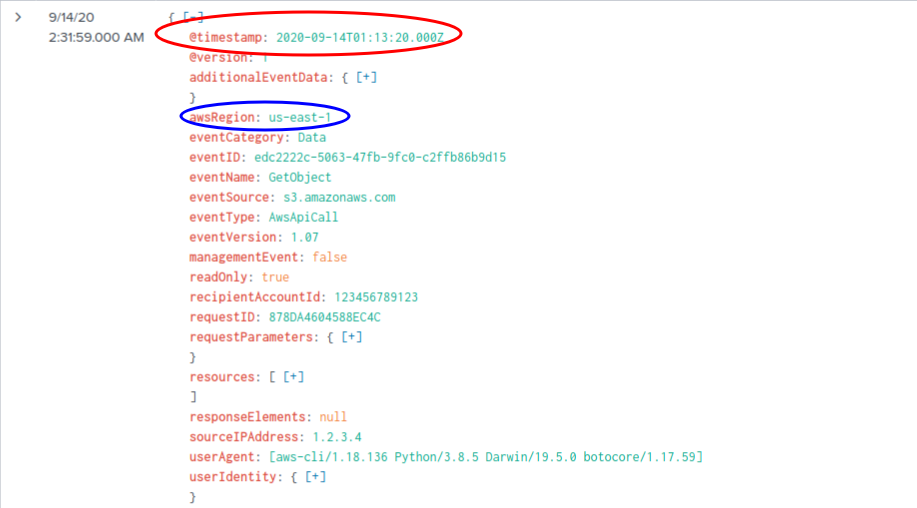 > 9/14/20 { [–]
2:31:59.000 AM @timestamp: 2020-09-14T01:13:20.000Z
@version: 1
additionalEventData: { [+]
}
awsRegion: us-east-1
eventCategory: Data
eventID: edc2222c-5063-47fb-9fc0-c2ffb86b9d15
eventName: GetObject
eventSource: s3.amazonaws.com
eventType: AwsApiCall
eventVersion: 1.07
managementEvent: false
readOnly: true
recipientAccountId: 123456789123
requestID: 878DA4604588EC4C
requestParameters: { [+]
}
resources: [ [+]
]
responseElements: null
sourceIPAddress: 1.2.3.4
userAgent: [aws-cli/1.18.136 Python/3.8.5 Darwin/19.5.0 botocore/1.17.59]
userIdentity: { [+]
}